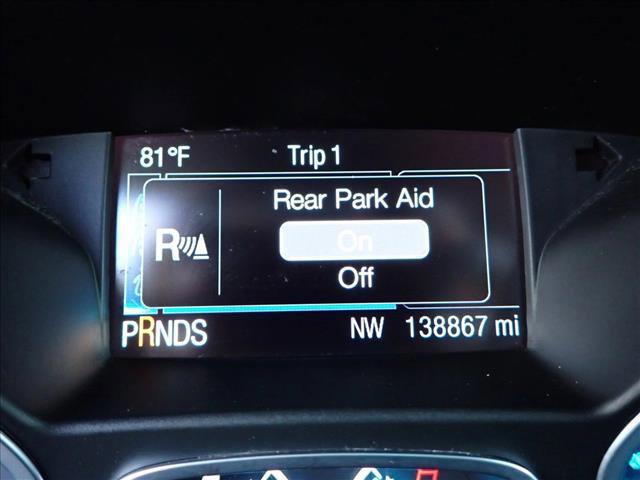 81°F Trip 1
Rear Park Aid
R
On
Off
PRNDS NW 138867 mi